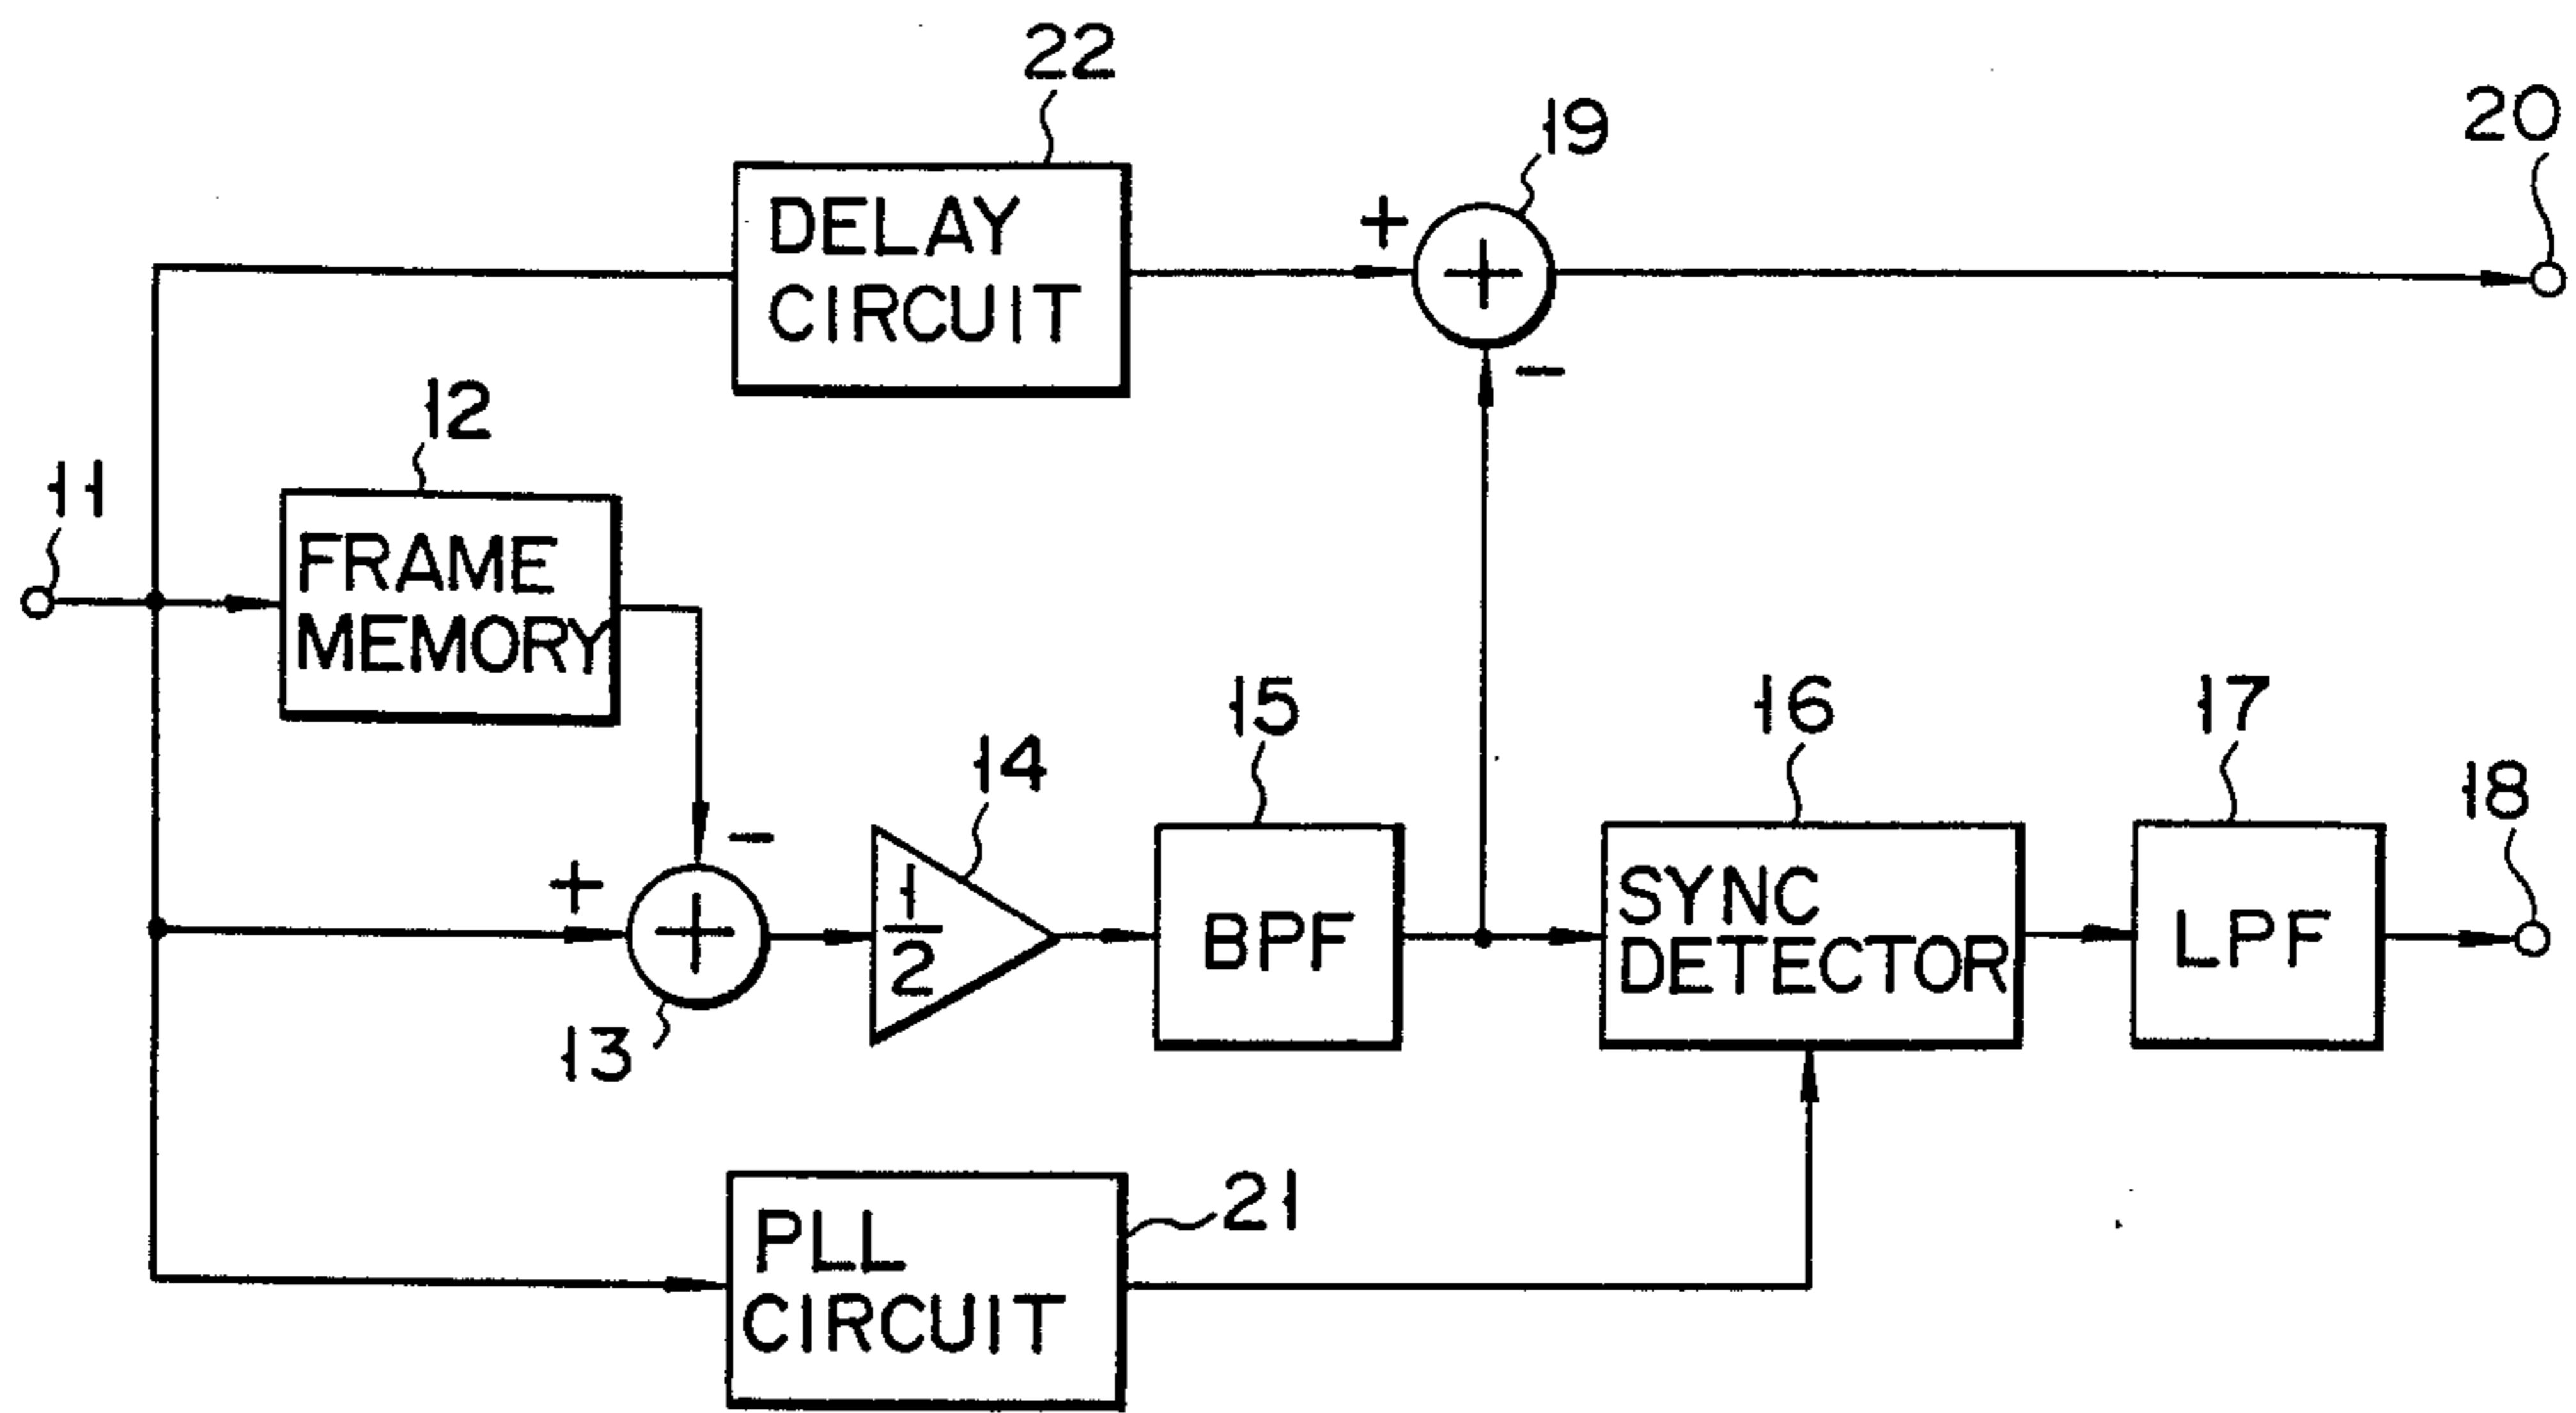 22
19
20
DELAY
CIRCUIT
+
+
-
12
11
FRAME
MEMORY
15
16
17
18
14
-
+
+
1/2
BPF
SYNC
DETECTOR
LPF
13
21
PLL
CIRCUIT